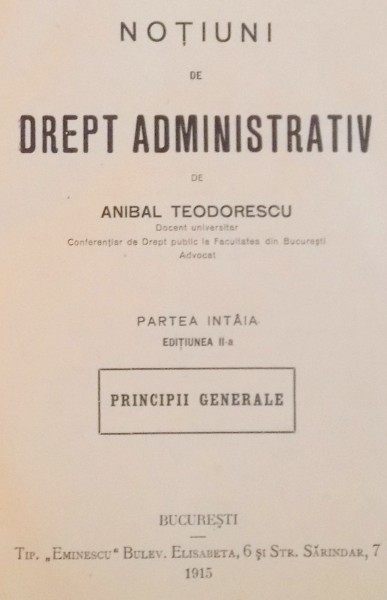 NOȚIUNI
DE
DREPT ADMINISTRATIV
DE
ANIBAL TEODORESCU
Docent universitar
Conferențiar de Drept public la Facultatea din București
Advocat
PARTEA INTÂIA
EDIȚIUNEA II-a
PRINCIPII GENERALE
BUCUREȘTI
TIP. „EMINESCU" BULEV. ELISABETA, 6 ȘI STR. SĂRINDAR, 7
1915